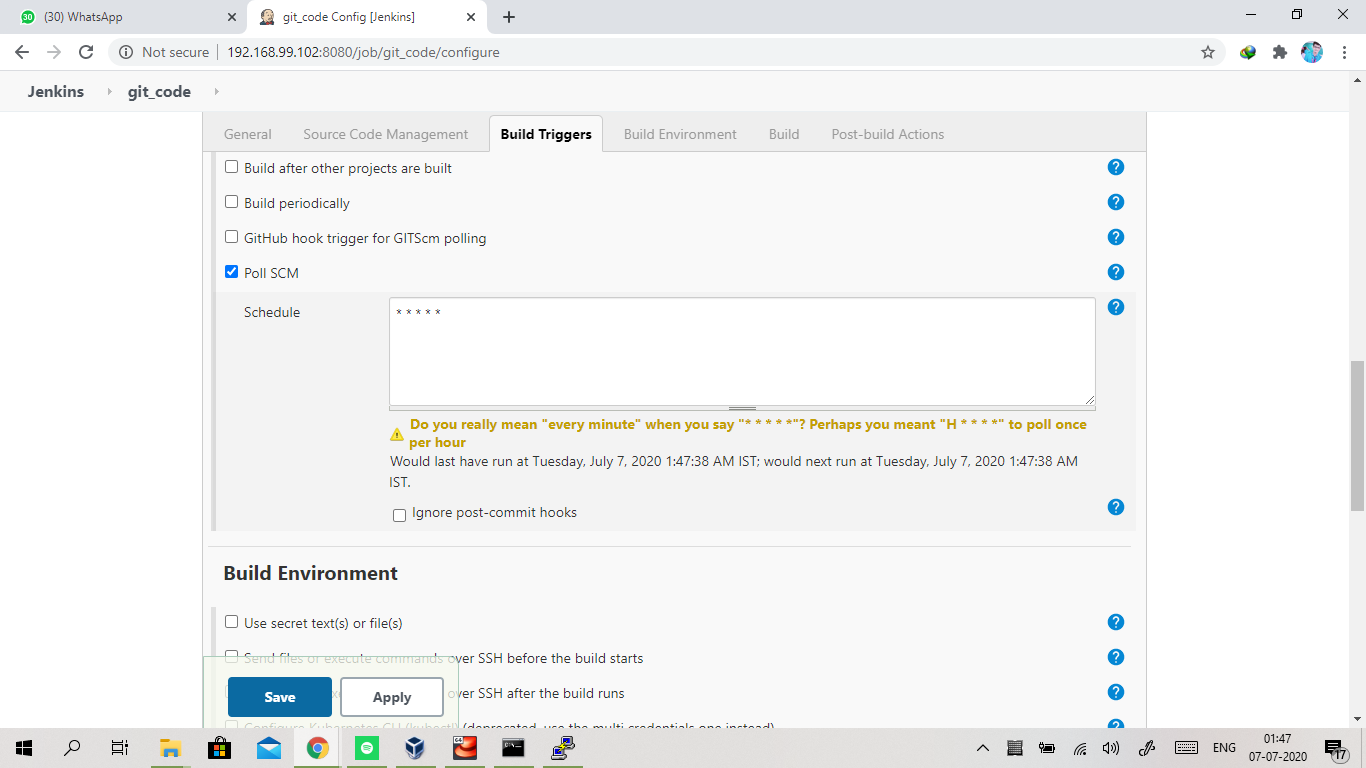 30
(30) WhatsApp
git_code Config [Jenkins]
Not secure
192.168.99.102:8080/job/git_code/configure
Jenkins
git_code
General
Source Code Management
Build Triggers
Build Environment
Build
Post-build Actions
Build after other projects are built
?
Build periodically
?
GitHub hook trigger for GITScm polling
?
Poll SCM
?
Schedule
* * * * *
?
Do you really mean "every minute" when you say "* * * * *"? Perhaps you meant "H * * * *" to poll once
per hour
Would last have run at Tuesday, July 7, 2020 1:47:38 AM IST; would next run at Tuesday, July 7, 2020 1:47:38 AM
IST.
Ignore post-commit hooks
?
Build Environment
Use secret text(s) or file(s)
?
Send files or execute commands over SSH before the build starts
?
over SSH after the build runs
?
Save
Apply
Configure Kubernetes CLI (kubectl) (deprecated, use the multi credentials one instead)
?
ENG
01:47
07-07-2020
17